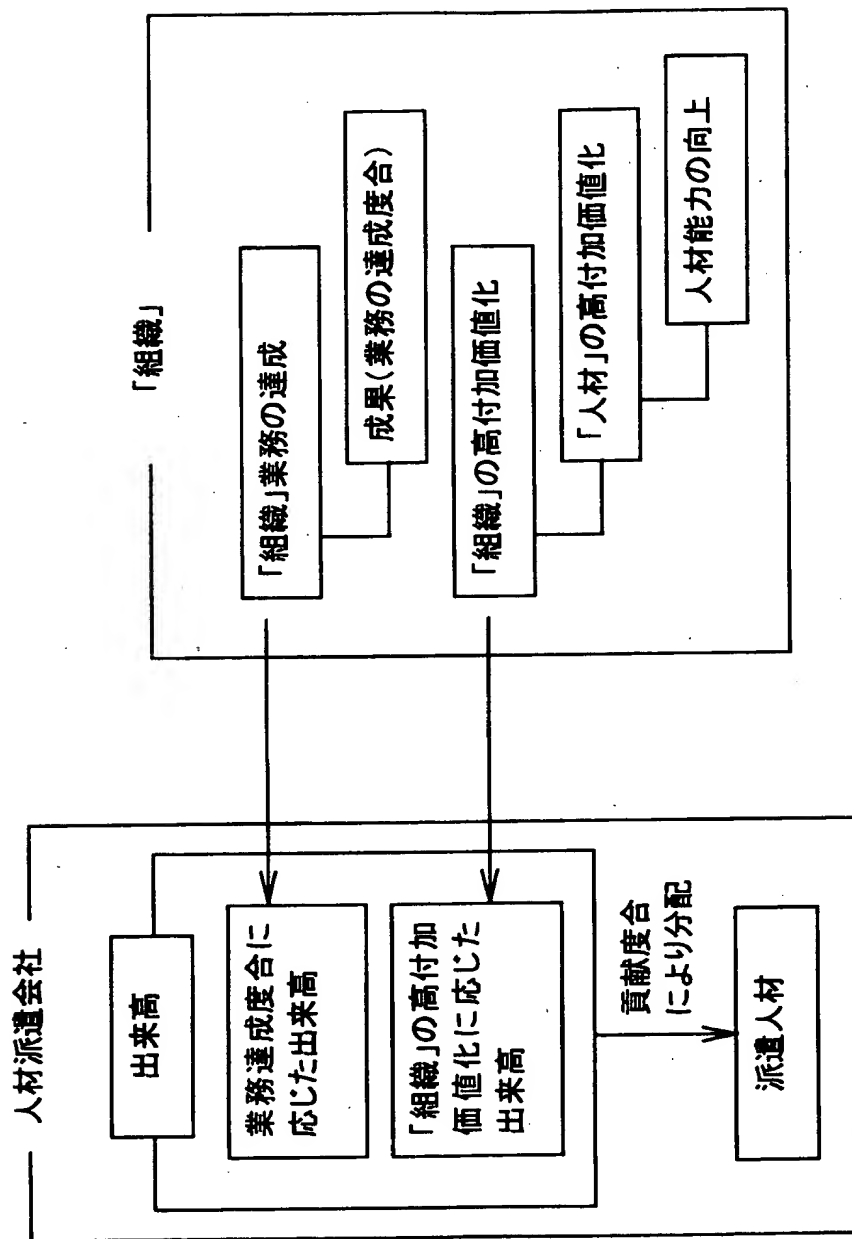 人材派遣会社
出来高
業務達成度合に
応じた出来高
「組織」の高付加
価値化に応じた
出来高
貢献度合
により分配
派遣人材
「組織」
「組織」業務の達成
成果(業務の達成度合)
「組織」の高付加価値化
「人材」の高付加価値化
人材能力の向上